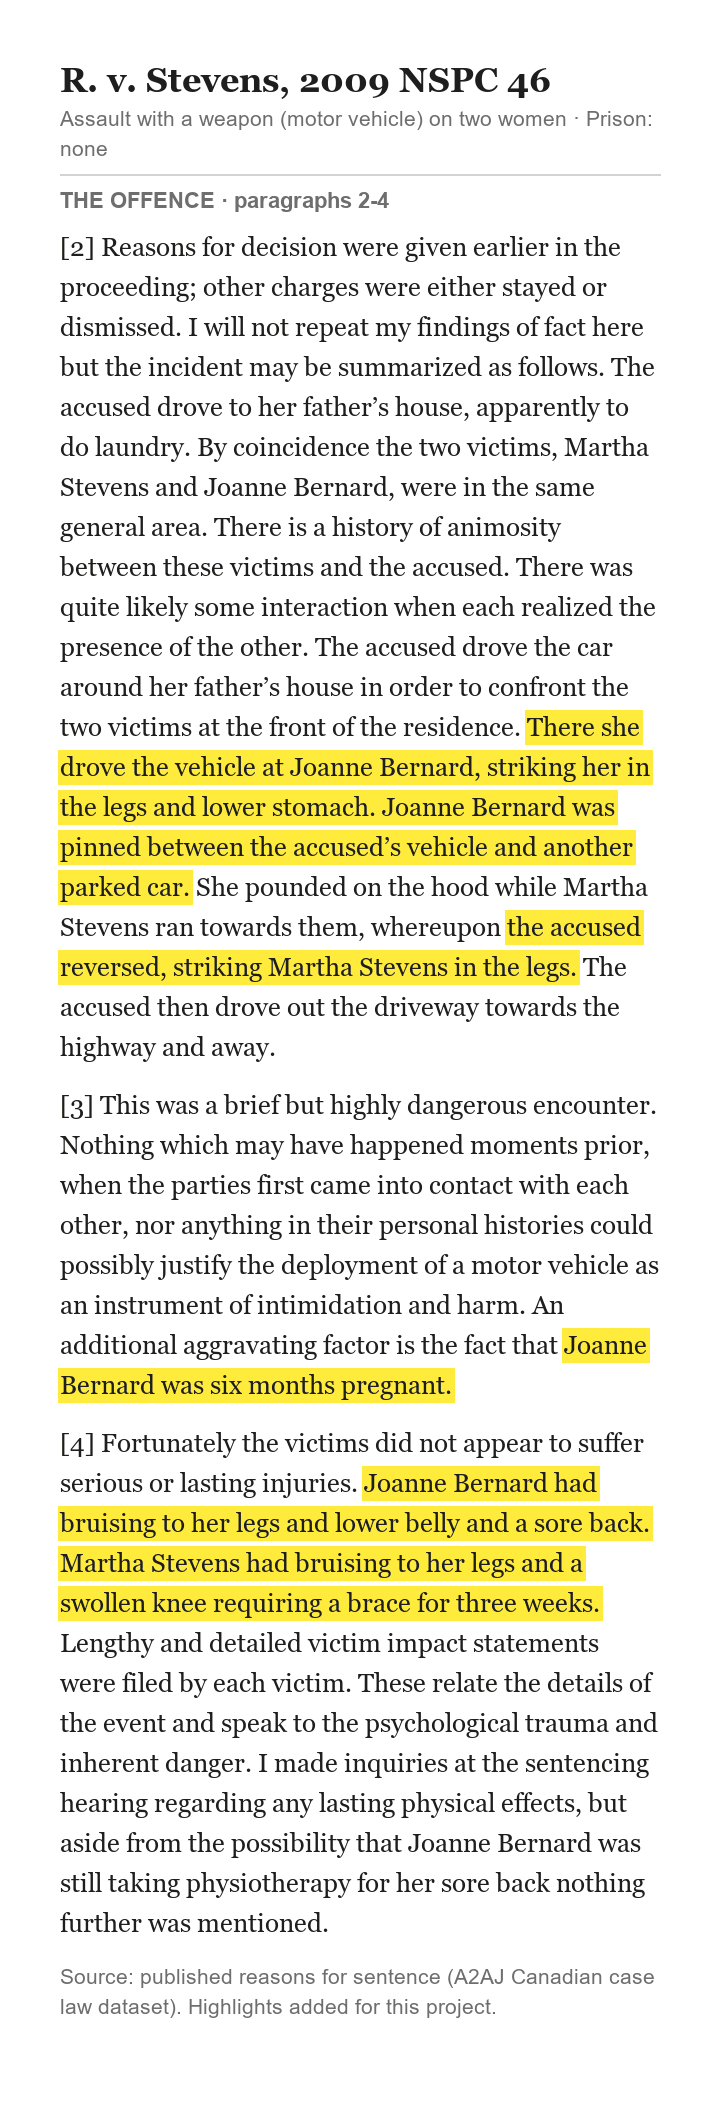 R. v. Stevens, 2009 NSPC 46
Assault with a weapon (motor vehicle) on two women · Prison:
none
THE OFFENCE · paragraphs 2-4
[2] Reasons for decision were given earlier in the
proceeding; other charges were either stayed or
dismissed. I will not repeat my findings of fact here
but the incident may be summarized as follows. The
accused drove to her father’s house, apparently to
do laundry. By coincidence the two victims, Martha
Stevens and Joanne Bernard, were in the same
general area. There is a history of animosity
between these victims and the accused. There was
quite likely some interaction when each realized the
presence of the other. The accused drove the car
around her father’s house in order to confront the
two victims at the front of the residence. There she
drove the vehicle at Joanne Bernard, striking her in
the legs and lower stomach. Joanne Bernard was
pinned between the accused’s vehicle and another
parked car. She pounded on the hood while Martha
Stevens ran towards them, whereupon the accused
reversed, striking Martha Stevens in the legs. The
accused then drove out the driveway towards the
highway and away.
[3] This was a brief but highly dangerous encounter.
Nothing which may have happened moments prior,
when the parties first came into contact with each
other, nor anything in their personal histories could
possibly justify the deployment of a motor vehicle as
an instrument of intimidation and harm. An
additional aggravating factor is the fact that Joanne
Bernard was six months pregnant.
[4] Fortunately the victims did not appear to suffer
serious or lasting injuries. Joanne Bernard had
bruising to her legs and lower belly and a sore back.
Martha Stevens had bruising to her legs and a
swollen knee requiring a brace for three weeks.
Lengthy and detailed victim impact statements
were filed by each victim. These relate the details of
the event and speak to the psychological trauma and
inherent danger. I made inquiries at the sentencing
hearing regarding any lasting physical effects, but
aside from the possibility that Joanne Bernard was
still taking physiotherapy for her sore back nothing
further was mentioned.
Source: published reasons for sentence (A2AJ Canadian case
law dataset). Highlights added for this project.